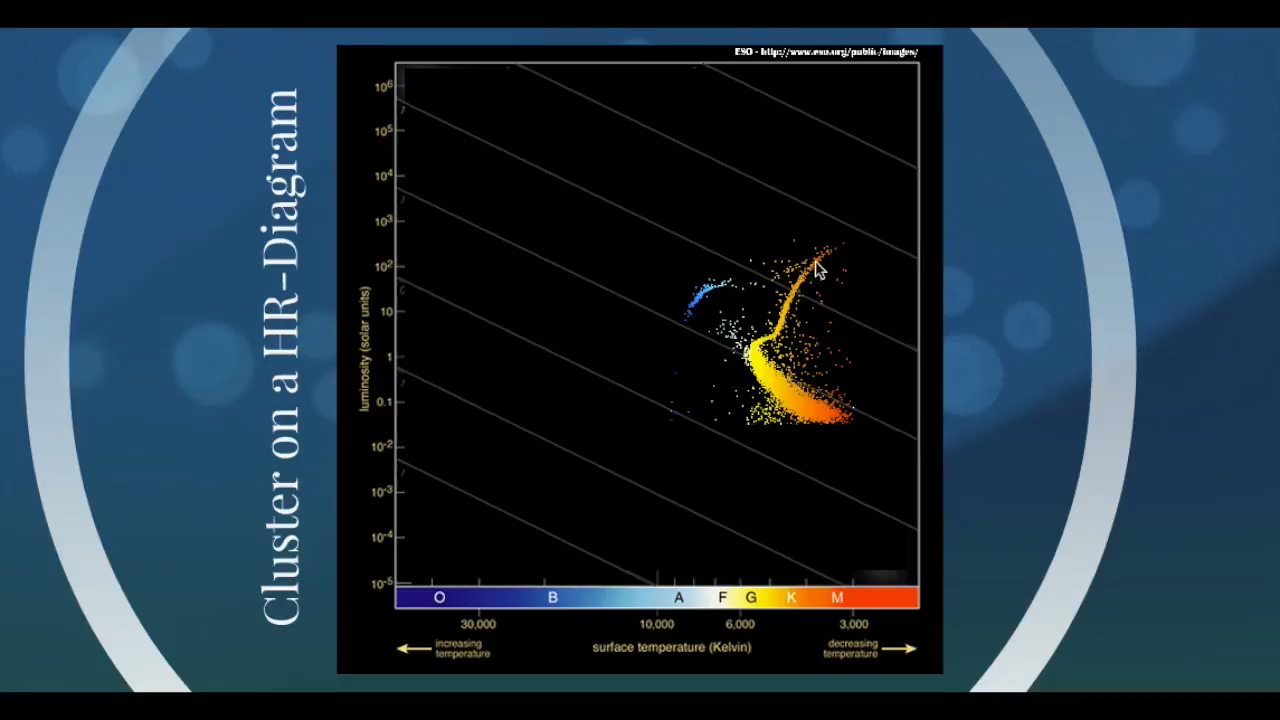 ESO - http://www.eso.org/public/images/
Cluster on a HR-Diagram
10⁶
10⁵
10⁴
10³
10²
10
1
0.1
10⁻²
10⁻³
10⁻⁴
10⁻⁵
luminosity (solar units)
O B A F G K M
30,000 10,000 6,000 3,000
increasing
temperature
surface temperature (Kelvin)
decreasing
temperature